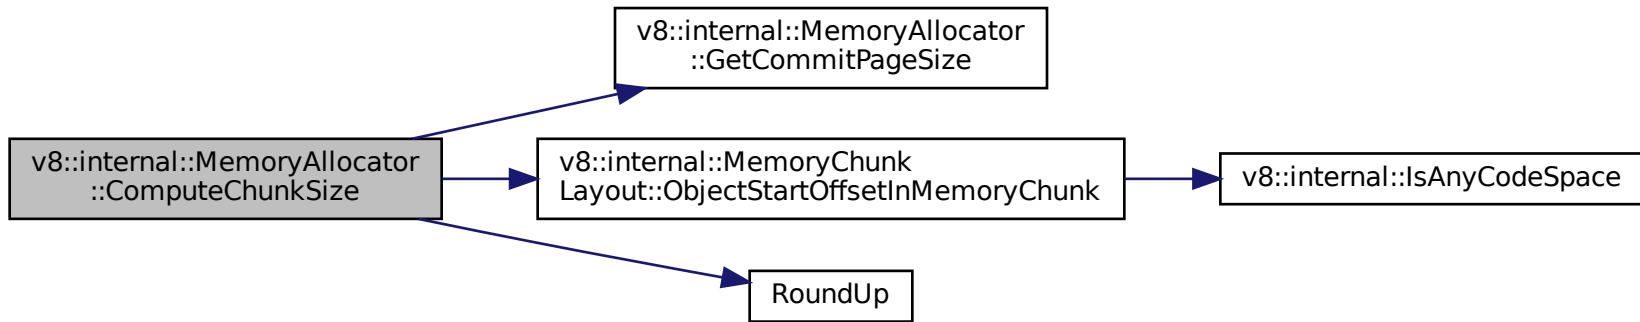 v8::internal::MemoryAllocator
::GetCommitPageSize
v8::internal::MemoryAllocator
::ComputeChunkSize
v8::internal::MemoryChunk
Layout::ObjectStartOffsetInMemoryChunk
v8::internal::IsAnyCodeSpace
RoundUp